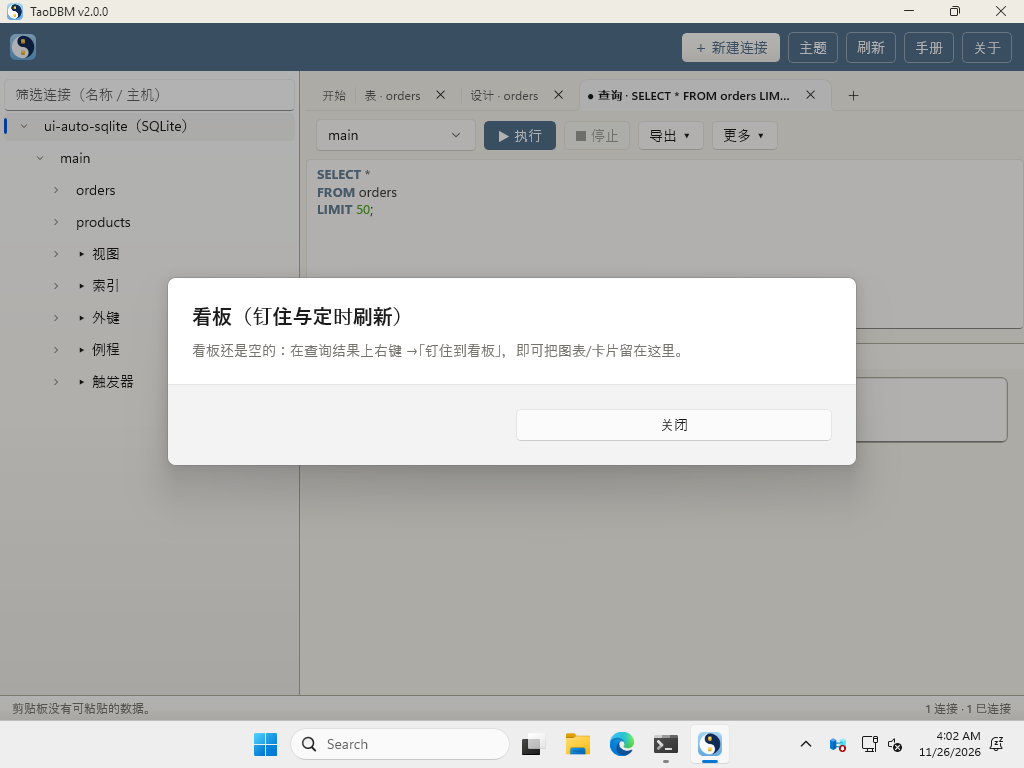 TaoDBM v2.0.0
+ 新建连接
主题
刷新
手册
关于
筛选连接（名称 / 主机）
开始
表 · orders
设计 · orders
• 查询 · SELECT * FROM orders LIM...
ui-auto-sqlite（SQLite）
main
orders
products
视图
索引
外键
例程
触发器
main
执行
停止
导出
更多
SELECT *
FROM orders
LIMIT 50;
看板（钉住与定时刷新）
看板还是空的：在查询结果上右键 →「钉住到看板」，即可把图表/卡片留在这里。
关闭
剪贴板没有可粘贴的数据。
1 连接 · 1 已连接
Search
4:02 AM
11/26/2026